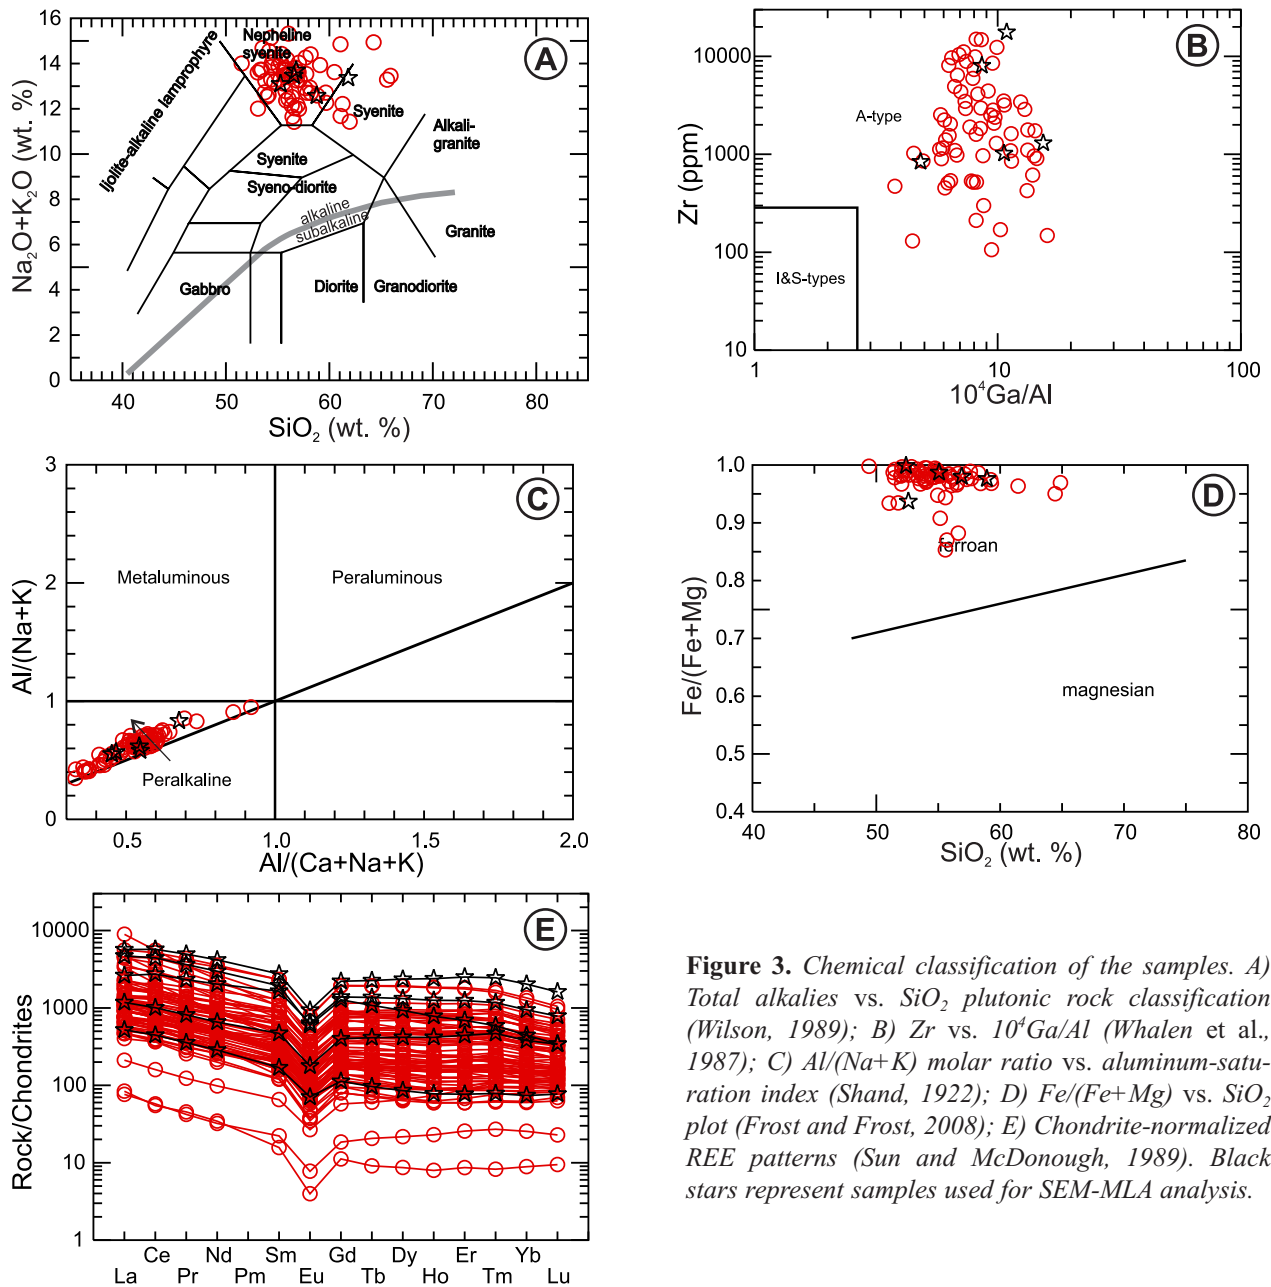 16
14
12
10
8
6
4
2
0
Na2O+K2O (wt. %)
40
50
60
70
80
SiO2 (wt. %)
A
Ijolite-alkaline lamprophyre
Nepheline
syenite
Syenite
Alkali-
granite
Syenite
Syeno-diorite
alkaline
subalkaline
Granite
Gabbro
Diorite
Granodiorite
10000
1000
100
10
Zr (ppm)
1
10
100
10⁴Ga/Al
B
A-type
I&S-types
3
2
1
0
Al/(Na+K)
0.5
1.0
1.5
2.0
Al/(Ca+Na+K)
C
Metaluminous
Peraluminous
Peralkaline
1.0
0.9
0.8
0.7
0.6
0.5
0.4
Fe/(Fe+Mg)
40
50
60
70
80
SiO2 (wt. %)
D
ferroan
magnesian
10000
1000
100
10
1
Rock/Chondrites
E
Ce Nd Sm Gd Dy Er Yb
La Pr Pm Eu Tb Ho Tm Lu
Figure 3. Chemical classification of the samples. A)
Total alkalies vs. SiO2 plutonic rock classification
(Wilson, 1989); B) Zr vs. 10⁴Ga/Al (Whalen et al.,
1987); C) Al/(Na+K) molar ratio vs. aluminum-satu-
ration index (Shand, 1922); D) Fe/(Fe+Mg) vs. SiO2
plot (Frost and Frost, 2008); E) Chondrite-normalized
REE patterns (Sun and McDonough, 1989). Black
stars represent samples used for SEM-MLA analysis.